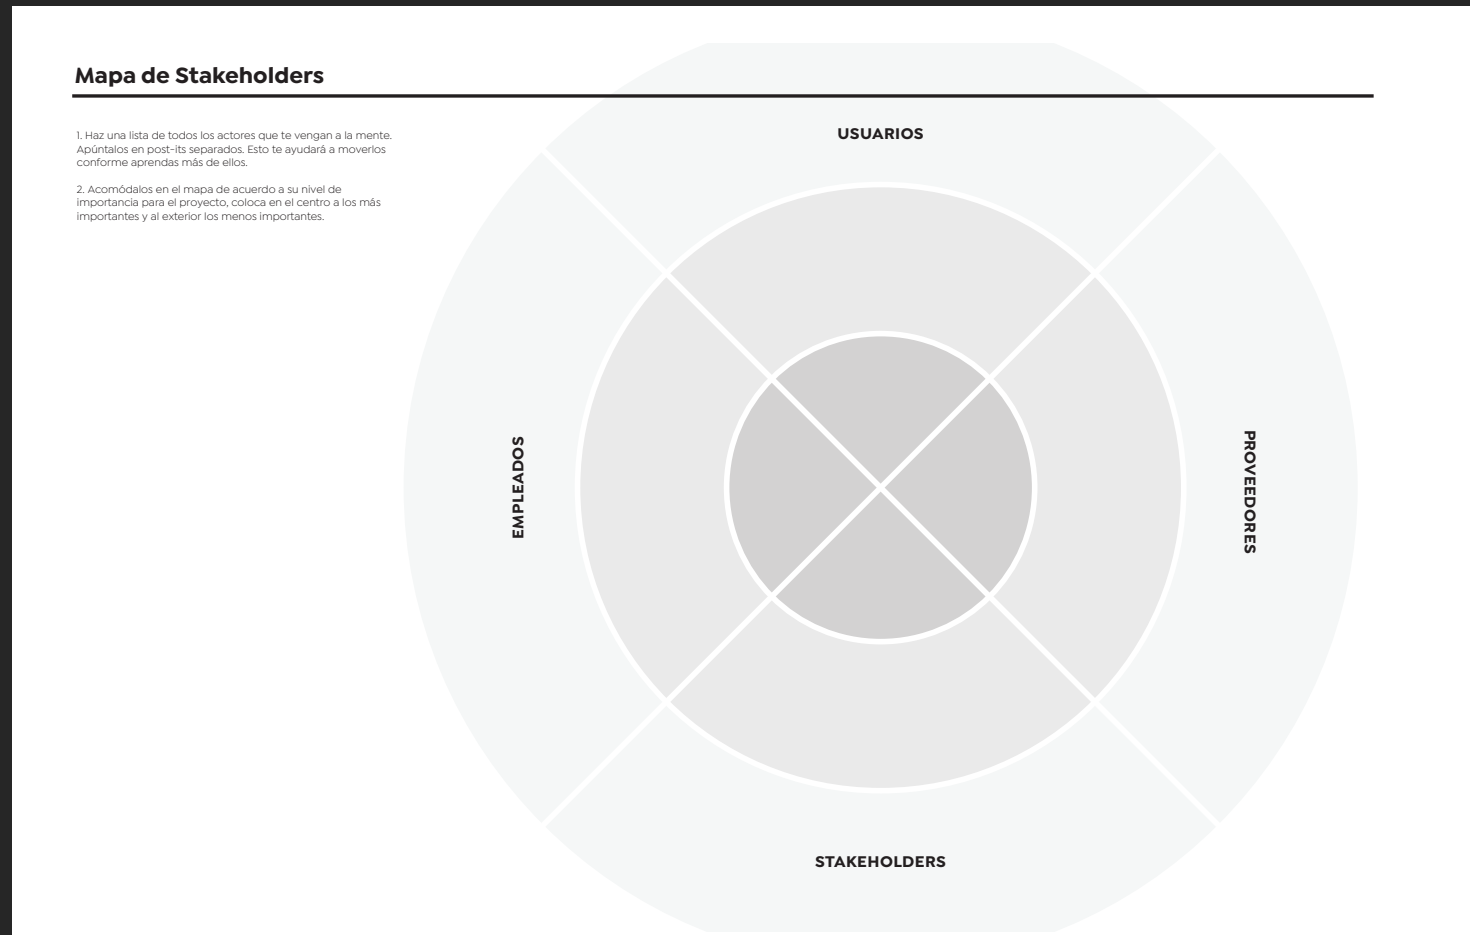 Mapa de Stakeholders
1. Haz una lista de todos los actores que te vengan a la mente.
Apúntalos en post-its separados. Esto te ayudará a moverlos
conforme aprendas más de ellos.
2. Acomódalos en el mapa de acuerdo a su nivel de
importancia para el proyecto, coloca en el centro a los más
importantes y al exterior los menos importantes.
USUARIOS
EMPLEADOS
PROVEEDORES
STAKEHOLDERS